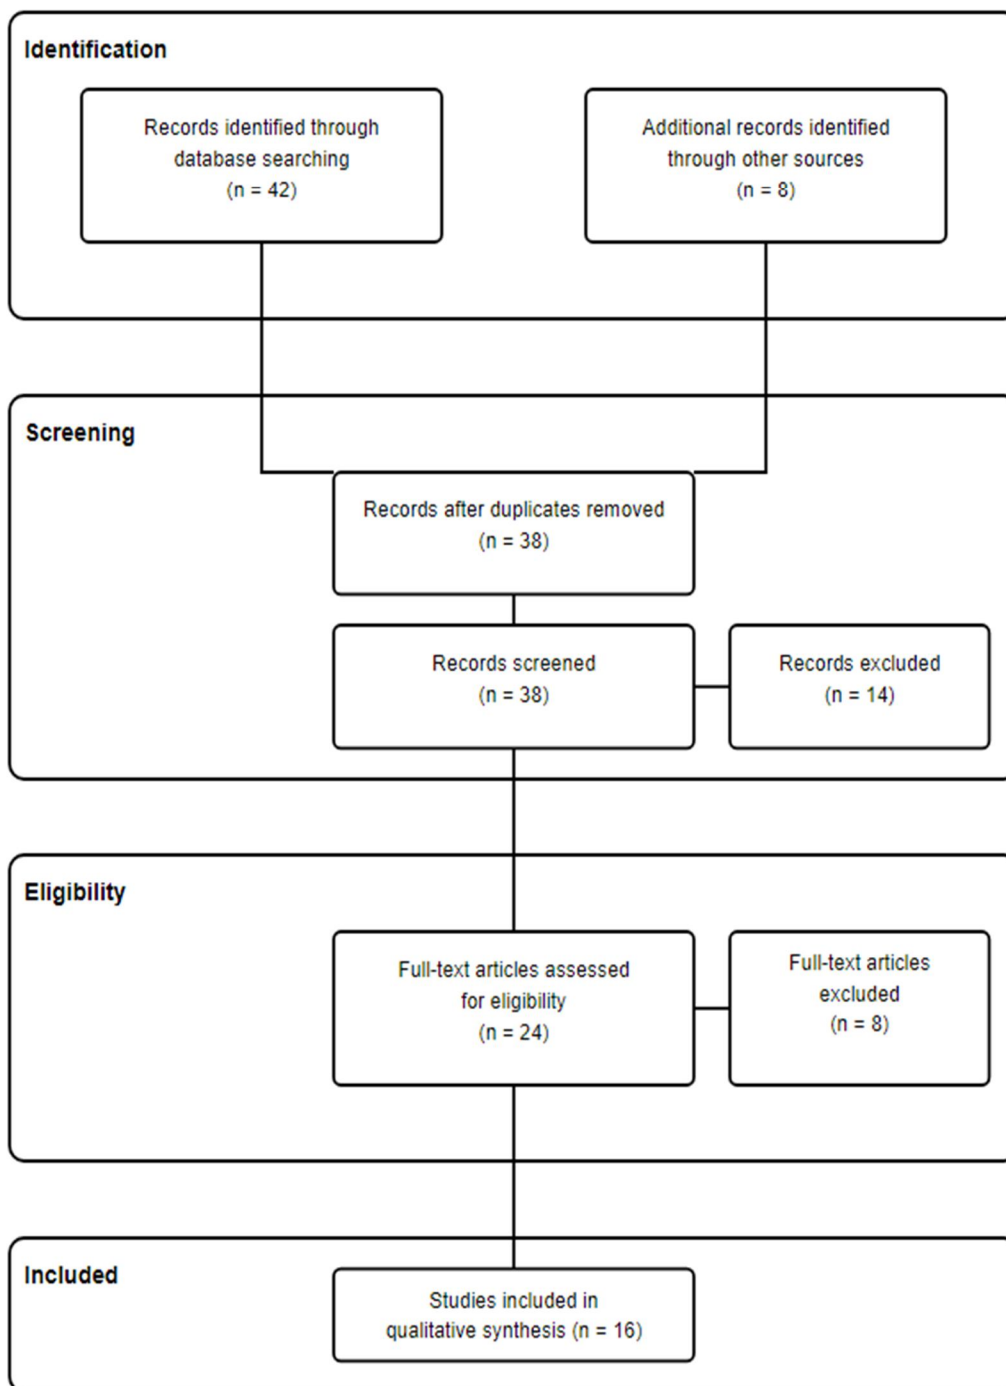 Identification
Records identified through
database searching
(n = 42)
Additional records identified
through other sources
(n = 8)
Screening
Records after duplicates removed
(n = 38)
Records screened
(n = 38)
Records excluded
(n = 14)
Eligibility
Full-text articles assessed
for eligibility
(n = 24)
Full-text articles
excluded
(n = 8)
Included
Studies included in
qualitative synthesis (n = 16)